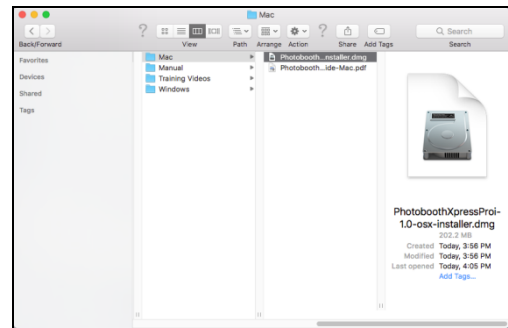 Mac
Back/Forward
View
Path
Arrange
Action
Share
Add Tags
Search
Search
Favorites
Devices
Shared
Tags
Mac
Manual
Training Videos
Windows
Photobooth...nstaller.dmg
Photobooth...ide-Mac.pdf
PhotoboothXpressProi-
1.0-osx-installer.dmg
202.2 MB
Created Today, 3:56 PM
Modified Today, 3:56 PM
Last opened Today, 4:05 PM
Add Tags...